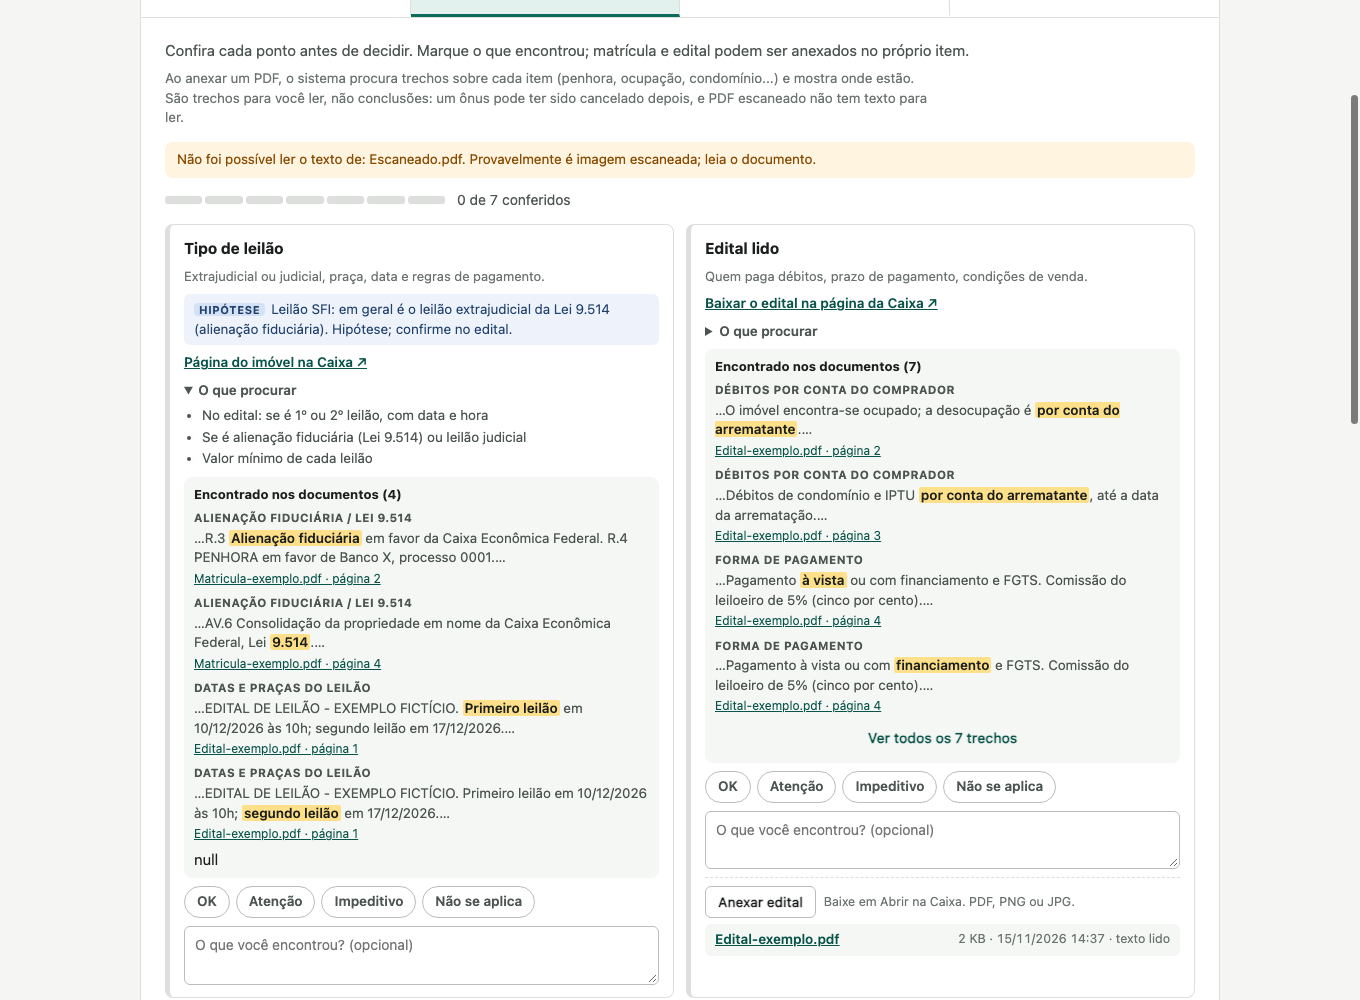 Confira cada ponto antes de decidir. Marque o que encontrou; matrícula e edital podem ser anexados no próprio item.
Ao anexar um PDF, o sistema procura trechos sobre cada item (penhora, ocupação, condomínio...) e mostra onde estão.
São trechos para você ler, não conclusões: um ônus pode ter sido cancelado depois, e PDF escaneado não tem texto para
ler.
Não foi possível ler o texto de: Escaneado.pdf. Provavelmente é imagem escaneada; leia o documento.
0 de 7 conferidos
Tipo de leilão
Extrajudicial ou judicial, praça, data e regras de pagamento.
HIPÓTESE Leilão SFI: em geral é o leilão extrajudicial da Lei 9.514
(alienação fiduciária). Hipótese; confirme no edital.
Página do imóvel na Caixa ↗
▼ O que procurar
• No edital: se é 1º ou 2º leilão, com data e hora
• Se é alienação fiduciária (Lei 9.514) ou leilão judicial
• Valor mínimo de cada leilão
Encontrado nos documentos (4)
ALIENAÇÃO FIDUCIÁRIA / LEI 9.514
…R.3 Alienação fiduciária em favor da Caixa Econômica Federal. R.4
PENHORA em favor de Banco X, processo 0001.…
Matricula-exemplo.pdf · página 2
ALIENAÇÃO FIDUCIÁRIA / LEI 9.514
…AV.6 Consolidação da propriedade em nome da Caixa Econômica
Federal, Lei 9.514.…
Matricula-exemplo.pdf · página 4
DATAS E PRAÇAS DO LEILÃO
…EDITAL DE LEILÃO - EXEMPLO FICTÍCIO. Primeiro leilão em
10/12/2026 às 10h; segundo leilão em 17/12/2026.…
Edital-exemplo.pdf · página 1
DATAS E PRAÇAS DO LEILÃO
…EDITAL DE LEILÃO - EXEMPLO FICTÍCIO. Primeiro leilão em 10/12/2026
às 10h; segundo leilão em 17/12/2026.…
Edital-exemplo.pdf · página 1
null
OK Atenção Impeditivo Não se aplica
O que você encontrou? (opcional)
Edital lido
Quem paga débitos, prazo de pagamento, condições de venda.
Baixar o edital na página da Caixa ↗
▶ O que procurar
Encontrado nos documentos (7)
DÉBITOS POR CONTA DO COMPRADOR
…O imóvel encontra-se ocupado; a desocupação é por conta do
arrematante.…
Edital-exemplo.pdf · página 2
DÉBITOS POR CONTA DO COMPRADOR
…Débitos de condomínio e IPTU por conta do arrematante, até a data
da arrematação.…
Edital-exemplo.pdf · página 3
FORMA DE PAGAMENTO
…Pagamento à vista ou com financiamento e FGTS. Comissão do
leiloeiro de 5% (cinco por cento).…
Edital-exemplo.pdf · página 4
FORMA DE PAGAMENTO
…Pagamento à vista ou com financiamento e FGTS. Comissão do
leiloeiro de 5% (cinco por cento).…
Edital-exemplo.pdf · página 4
Ver todos os 7 trechos
OK Atenção Impeditivo Não se aplica
O que você encontrou? (opcional)
Anexar edital Baixe em Abrir na Caixa. PDF, PNG ou JPG.
Edital-exemplo.pdf 2 KB · 15/11/2026 14:37 · texto lido